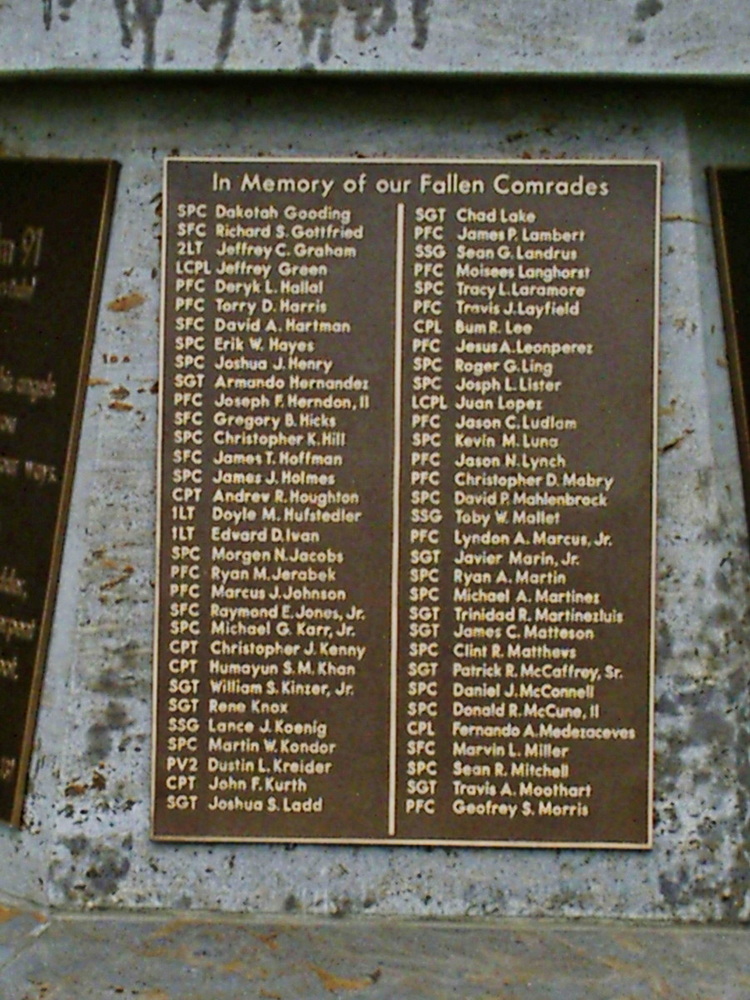 In Memory of our Fallen Comrades
SPC Dakotah Gooding
SFC Richard S. Gottfried
2LT Jeffrey C. Graham
LCPL Jeffrey Green
PFC Deryk L. Hallal
PFC Torry D. Harris
SFC David A. Hartman
SPC Erik W. Hayes
SPC Joshua J. Henry
SGT Armando Hernandez
PFC Joseph F. Herndon, II
SFC Gregory B. Hicks
SPC Christopher K. Hill
SFC James T. Hoffman
SPC James J. Holmes
CPT Andrew R. Houghton
1LT Doyle M. Hufstedler
1LT Edvard D. Ivan
SPC Morgen N. Jacobs
PFC Ryan M. Jerabek
PFC Marcus J. Johnson
SFC Raymond E. Jones, Jr.
SPC Michael G. Karr, Jr.
CPT Christopher J. Kenny
CPT Humayun S. M. Khan
SGT William S. Kinzer, Jr.
SGT Rene Knox
SSG Lance J. Koenig
SPC Martin W. Kondor
PV2 Dustin L. Kreider
CPT John F. Kurth
SGT Joshua S. Ladd
SGT Chad Lake
PFC James P. Lambert
SSG Sean G. Landrus
PFC Moisees Langhorst
SPC Tracy L. Laramore
PFC Travis J. Layfield
CPL Bum R. Lee
PFC Jesus A. Leonperez
SPC Roger G. Ling
SPC Josph L. Lister
LCPL Juan Lopez
PFC Jason C. Ludlam
SPC Kevin M. Luna
PFC Jason N. Lynch
PFC Christopher D. Mabry
SPC David P. Mahlenbrock
SSG Toby W. Mallet
PFC Lyndon A. Marcus, Jr.
SGT Javier Marin, Jr.
SPC Ryan A. Martin
SPC Michael A. Martinez
SGT Trinidad R. Martinezluis
SGT James C. Matteson
SPC Clint R. Matthews
SGT Patrick R. McCaffrey, Sr.
SPC Daniel J. McConnell
SPC Donald R. McCune, II
CPL Fernando A. Medezaceves
SFC Marvin L. Miller
SPC Sean R. Mitchell
SGT Travis A. Moothart
PFC Geofrey S. Morris
91
angels
ways.